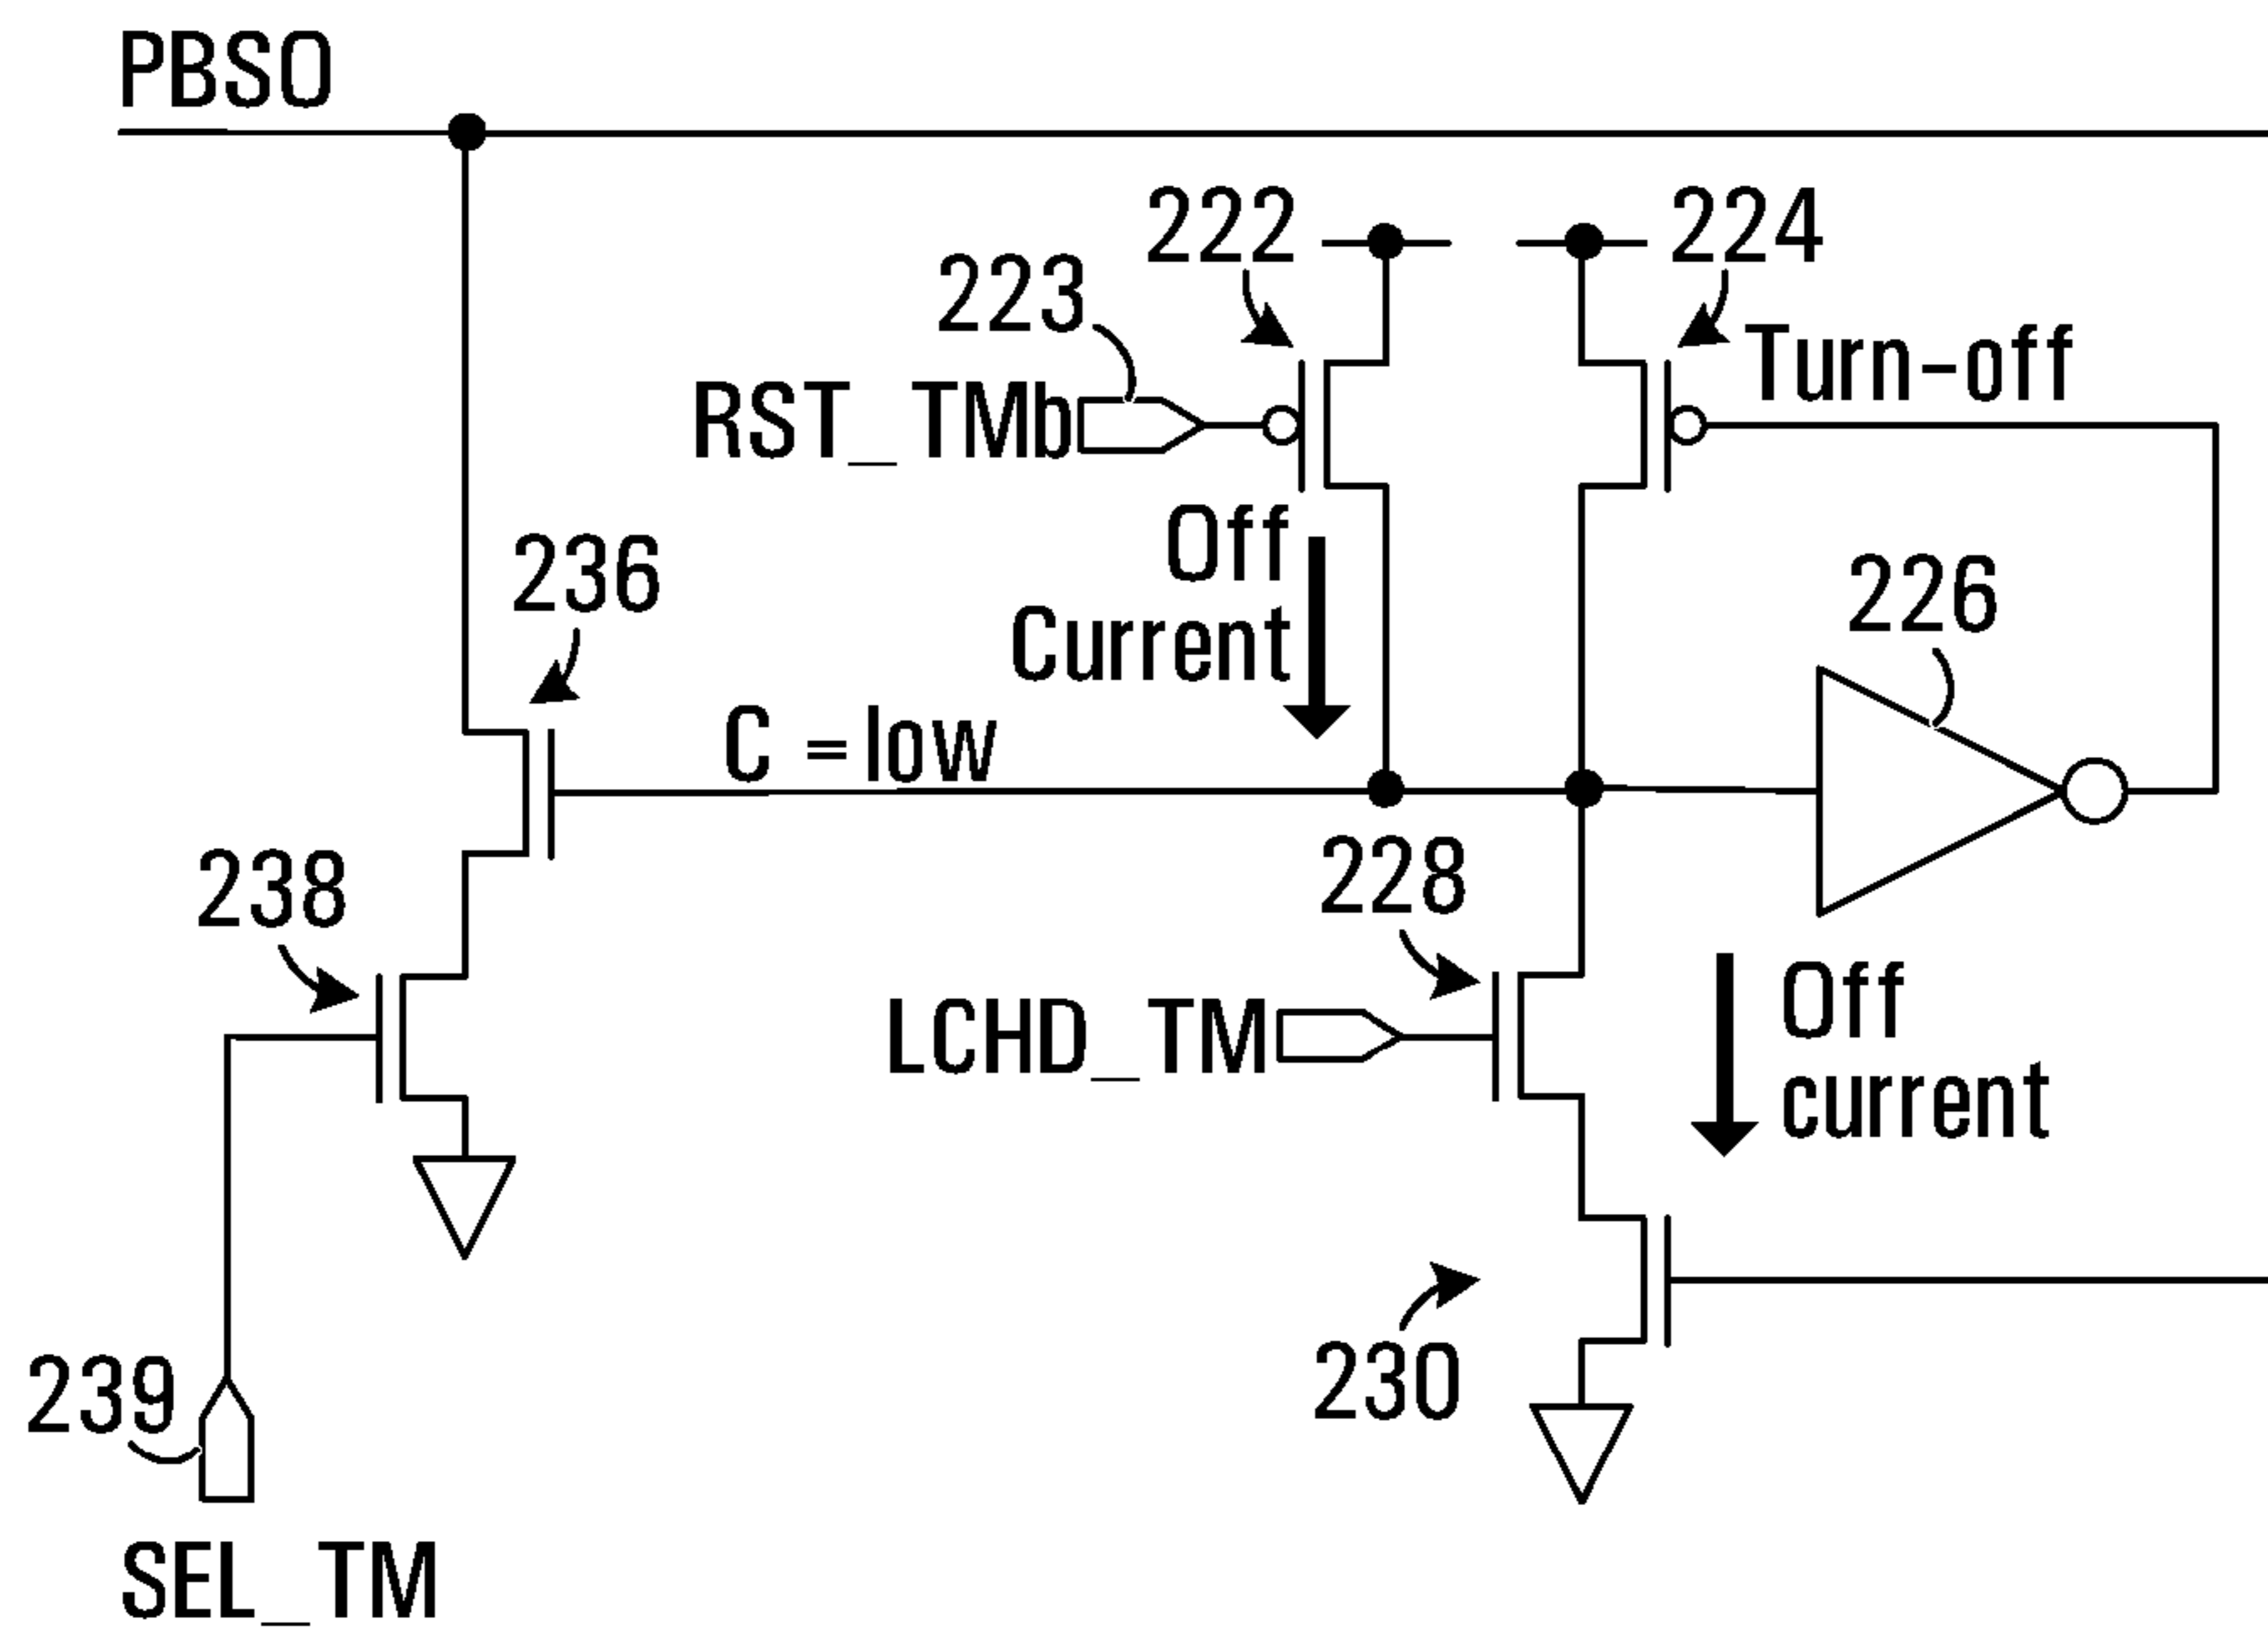 PBSO
222
224
223
Turn-off
RST_TMb
Off
Current
236
226
C = low
238
228
LCHD_TM
Off
current
230
239
SEL_TM